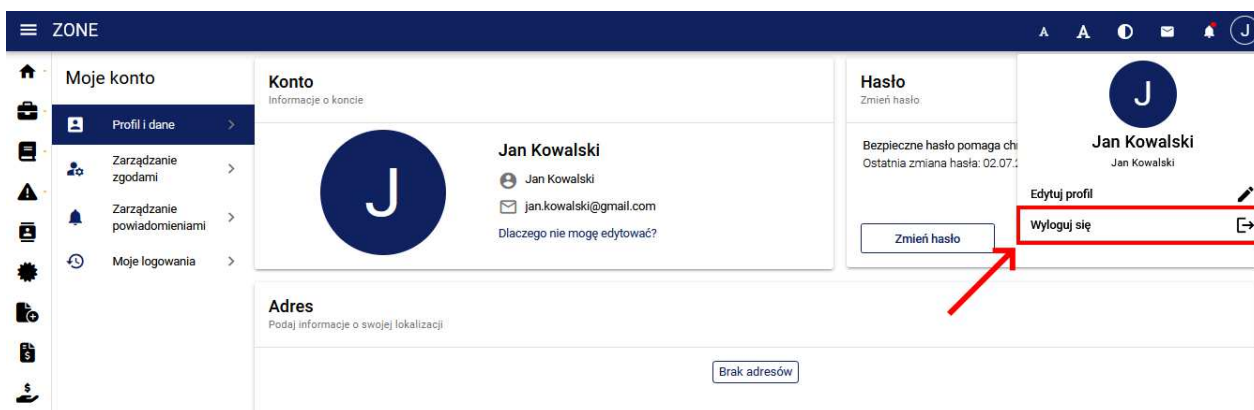 ZONE
A A
J
Moje konto
Profil i dane
Zarządzanie
zgodami
Zarządzanie
powiadomieniami
Moje logowania
Konto
Informacje o koncie
J
Jan Kowalski
Jan Kowalski
jan.kowalski@gmail.com
Dlaczego nie mogę edytować?
Hasło
Zmień hasło
Bezpieczne hasło pomaga
Ostatnia zmiana hasła: 02.07.
Zmień hasło
J
Jan Kowalski
Jan Kowalski
Edytuj profil
Wyloguj się
Adres
Podaj informacje o swojej lokalizacji
Brak adresów